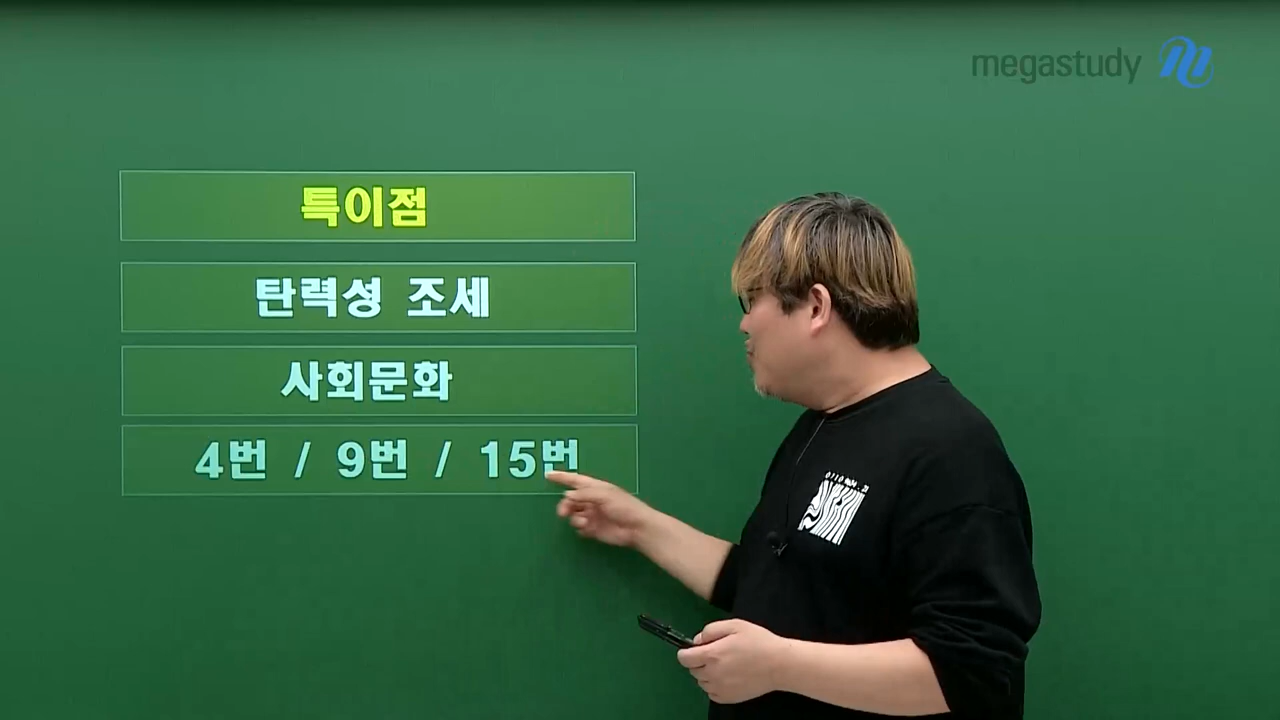 megastudy
특이점
탄력성 조세
사회문화
4번 / 9번 / 15번